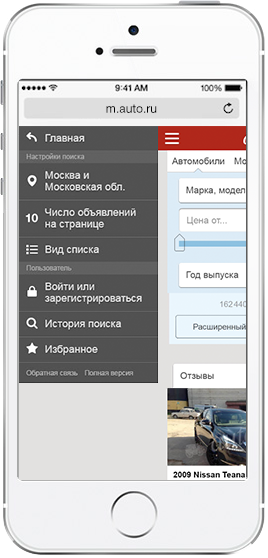 9:41 AM
100%
m.auto.ru
Главная
Настройки поиска
Москва и
Московская обл.
10
Число объявлений
на странице
Вид списка
Пользователь
Войти или
зарегистрироваться
История поиска
Избранное
Обратная связь
Полная версия
Автомобили
Мо
Марка, модел
Цена от...
Год выпуска
162 440
Расширенный
Отзывы
2009 Nissan Teana